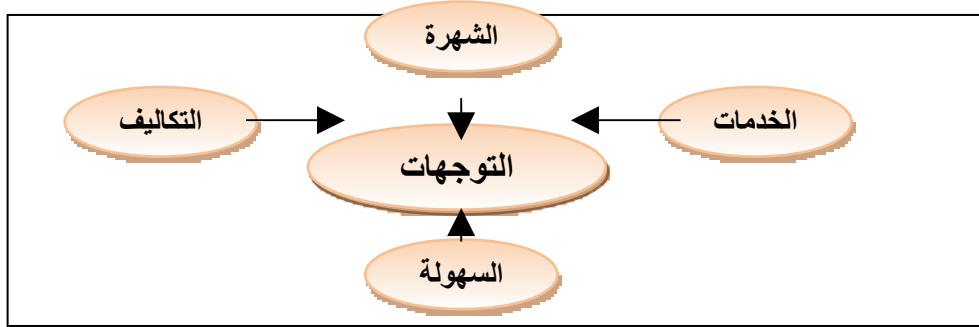 الشهرة
الخدمات
التكاليف
التوجهات
السهولة